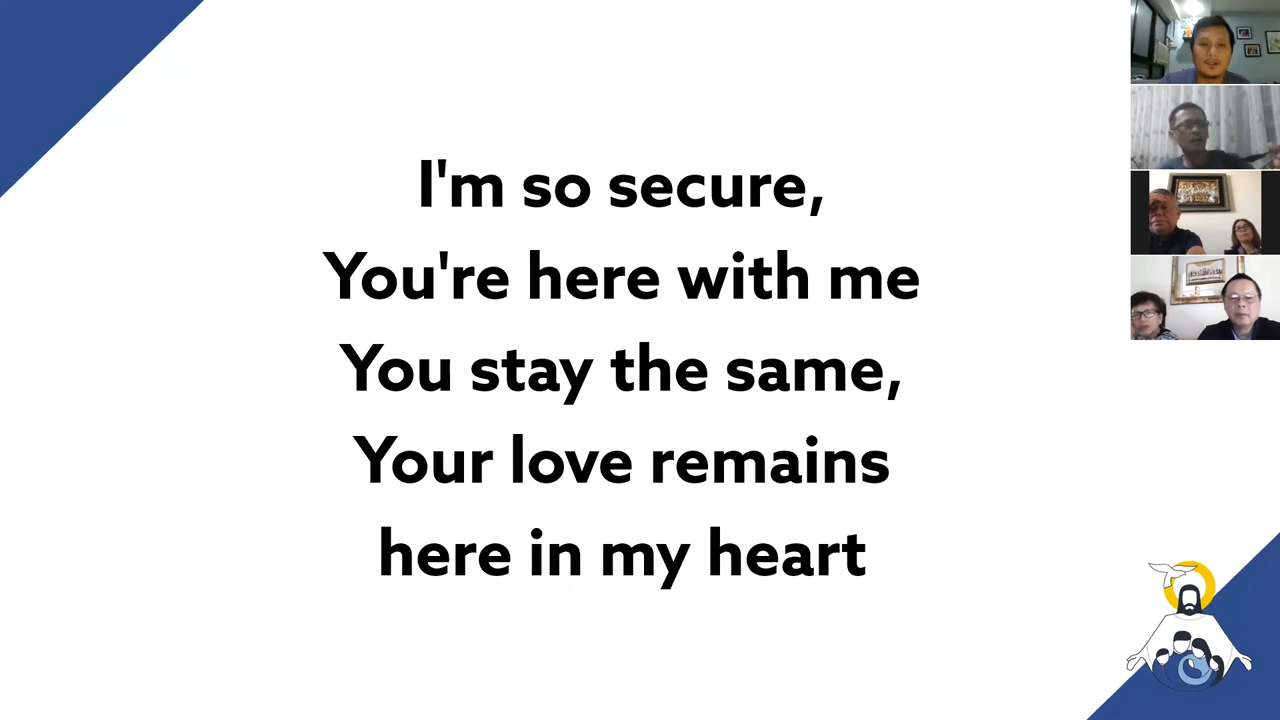 I'm so secure,
You're here with me
You stay the same,
Your love remains
here in my heart